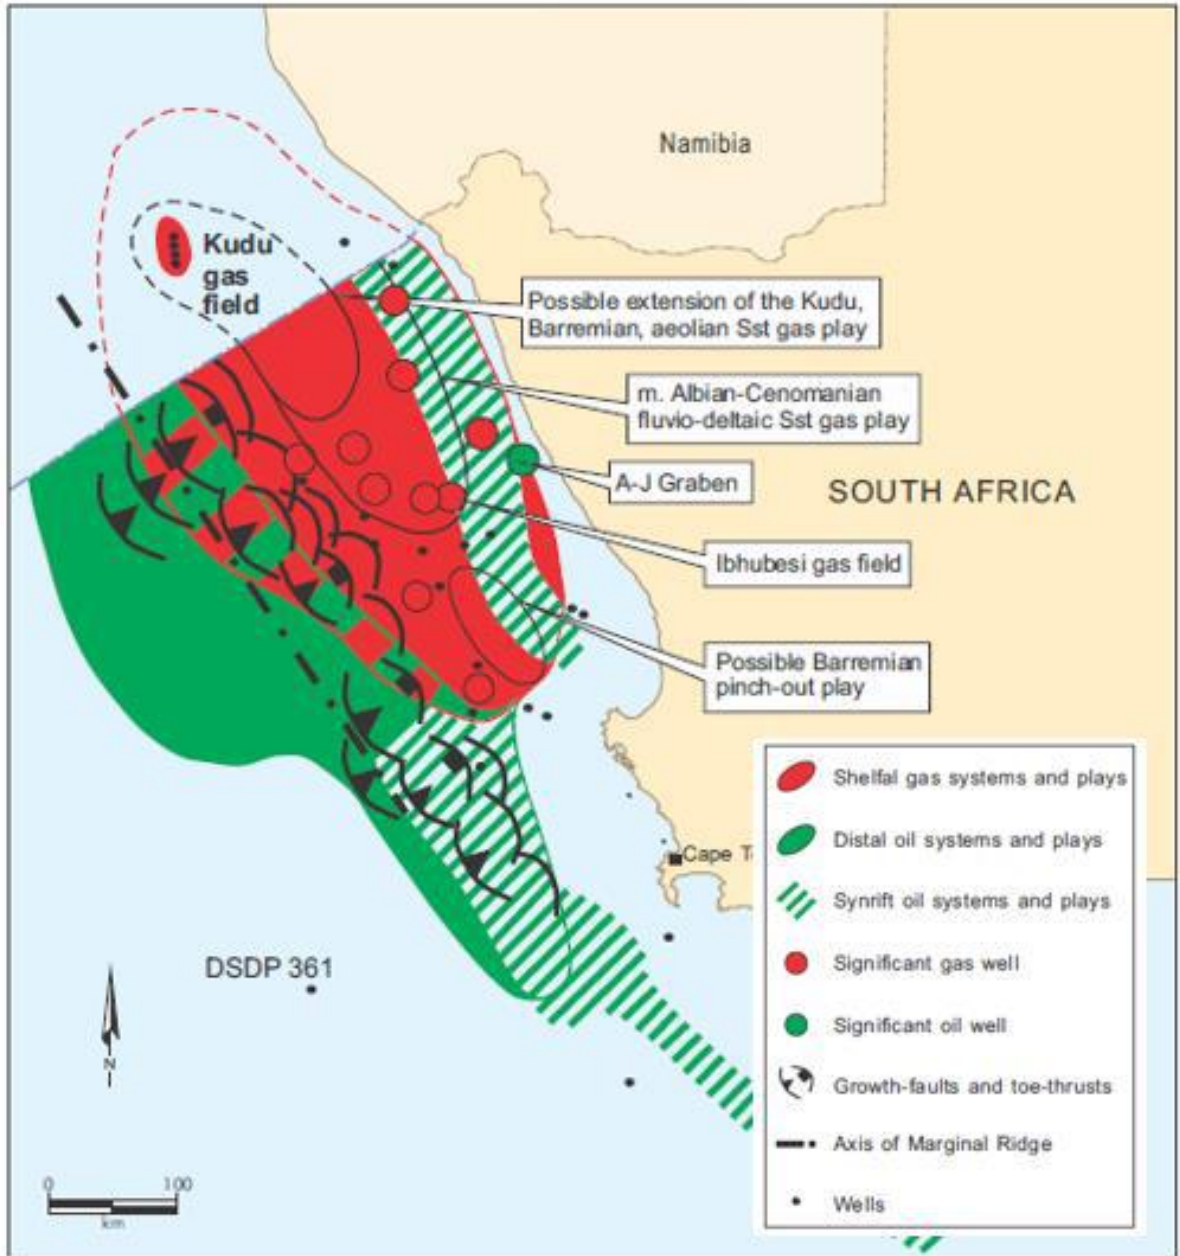 Namibia
Kudu
gas
field
Possible extension of the Kudu,
Barremian, aeolian Sst gas play
m. Albian-Cenomanian
fluvio-deltaic Sst gas play
A-J Graben
SOUTH AFRICA
Ibhubesi gas field
Possible Barremian
pinch-out play
Cape T
DSDP 361
N
0 100
km
Shelfal gas systems and plays
Distal oil systems and plays
Synrift oil systems and plays
Significant gas well
Significant oil well
Growth-faults and toe-thrusts
Axis of Marginal Ridge
Wells